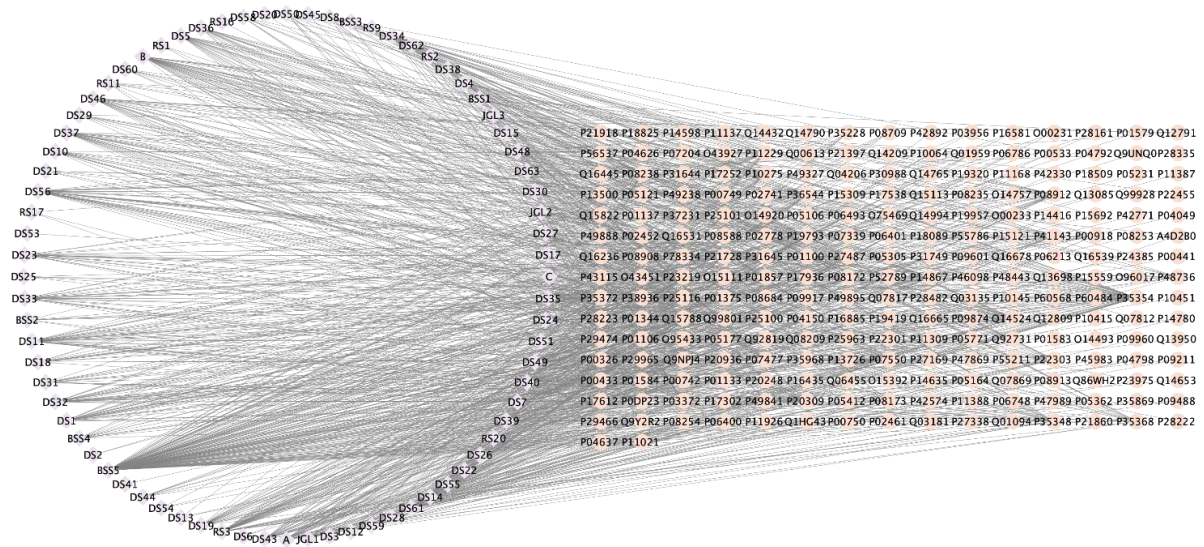 DS50
DS45
DS8
BSS3
RS9
DS34
DS62
RS2
DS38
DS4
BSS1
JGL3
DS15
DS48
DS63
DS30
JGL2
DS27
DS17
C
DS35
DS24
DS51
DS49
DS40
DS7
DS39
RS20
DS26
DS22
DS55
DS14
DS61
DS28
DS59
DS12
DS3
JGL1
A
DS43
DS6
RS3
DS19
DS13
DS54
DS44
DS41
BSS5
DS2
BSS4
DS1
DS32
DS31
DS18
DS11
BSS2
DS33
DS25
DS23
DS53
RS17
DS56
DS21
DS10
DS37
DS29
DS46
RS11
DS60
B
RS1
DS5
DS36
RS16
DS58
DS20
P21918 P18825 P14598 P11137 Q14432 Q14790 P35228 P08709 P42892 P03956 P16581 O00231 P28161 P01579 Q12791
P56537 P04626 P07204 O43927 P11229 Q00613 P21397 Q14209 P10064 Q01959 P06786 P00533 P04792 Q9UNQ0 P28335
Q16445 P08238 P31644 P17252 P10275 P49327 Q04206 P30988 Q14765 P19320 P11168 P42330 P18509 P05231 P11387
P13500 P05121 P49238 P00749 P02741 P36544 P15309 P17538 Q15113 P08235 O14757 P08912 Q13085 Q99928 P22455
Q15822 P01137 P37231 P25101 O14920 P05106 P06493 O75469 Q14994 P19957 O00233 P14416 P15692 P42771 P04049
P49888 P02452 Q16531 P08588 P02778 P19793 P07339 P06401 P18089 P55786 P15121 P41143 P00918 P08253 A4D2B0
Q16236 P08908 P78334 P21728 P31645 P01100 P27487 P05305 P31749 P09601 Q16678 P06213 Q16539 P24385 P00441
P43115 O43451 P23219 O15111 P01857 P17936 P08172 P52789 P14867 P46098 P48443 Q13698 P15559 O96017 P48736
P35372 P38936 P25116 P01375 P08684 P09917 P49895 Q07817 P28482 Q03135 P10145 P60568 P60484 P35354 P10451
P28223 P01344 Q15788 Q99801 P25100 P04150 P16885 P19419 Q16665 P09874 Q14524 Q12809 P10415 Q07812 P14780
P29474 P01106 Q95433 P05177 Q92819 Q08209 P25963 P22301 P11309 P05771 Q92731 P01583 O14493 P09960 Q13950
P00326 P29965 Q9NPJ4 P20936 P07477 P35968 P13726 P07550 P27169 P47869 P55211 P22303 P45983 P04798 P09211
P00433 P01584 P00742 P01133 P20248 P16435 Q06455 O15392 P14635 P05164 Q07869 P08913 Q86WH2 P23975 Q14653
P17612 P0DP23 P03372 P17302 P49841 P20309 P05412 P08173 P42574 P11388 P06748 P47989 P05362 P35869 P09488
P29466 Q9Y2R2 P08254 P06400 P11926 Q1HG43 P00750 P02461 Q03181 P27338 Q01094 P35348 P21860 P35368 P28222
P04637 P11021